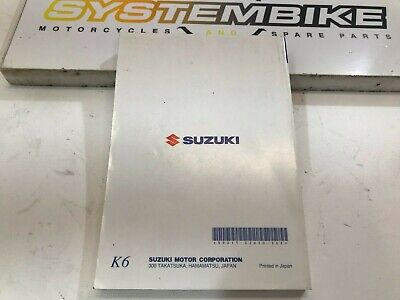 SYSTEMBIKE
MOTORCYCLES AND SPARE PARTS
SUZUKI
K6
SUZUKI MOTOR CORPORATION
300 TAKATSUKA, HAMAMATSU, JAPAN
Printed in Japan